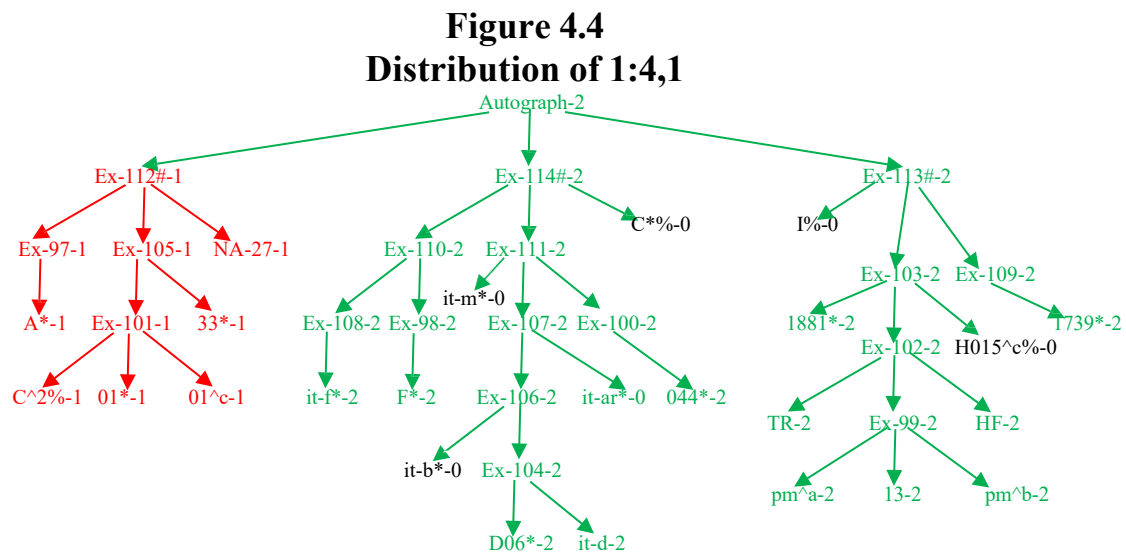 Figure 4.4
Distribution of 1:4,1
Autograph-2
Ex-112#-1 Ex-114#-2 Ex-113#-2
C*%-0 I%-0
Ex-97-1 Ex-105-1 NA-27-1 Ex-110-2 Ex-111-2
Ex-103-2 Ex-109-2
it-m*-0
A*-1 Ex-101-1 33*-1 Ex-108-2 Ex-98-2 Ex-107-2 Ex-100-2 1881*-2 1739*-2
Ex-102-2 H015^c%-0
C^2%-1 01*-1 01^c-1 it-f*-2 F*-2 Ex-106-2 it-ar*-0 044*-2
TR-2 Ex-99-2 HF-2
it-b*-0 Ex-104-2
pm^a-2 13-2 pm^b-2
D06*-2 it-d-2